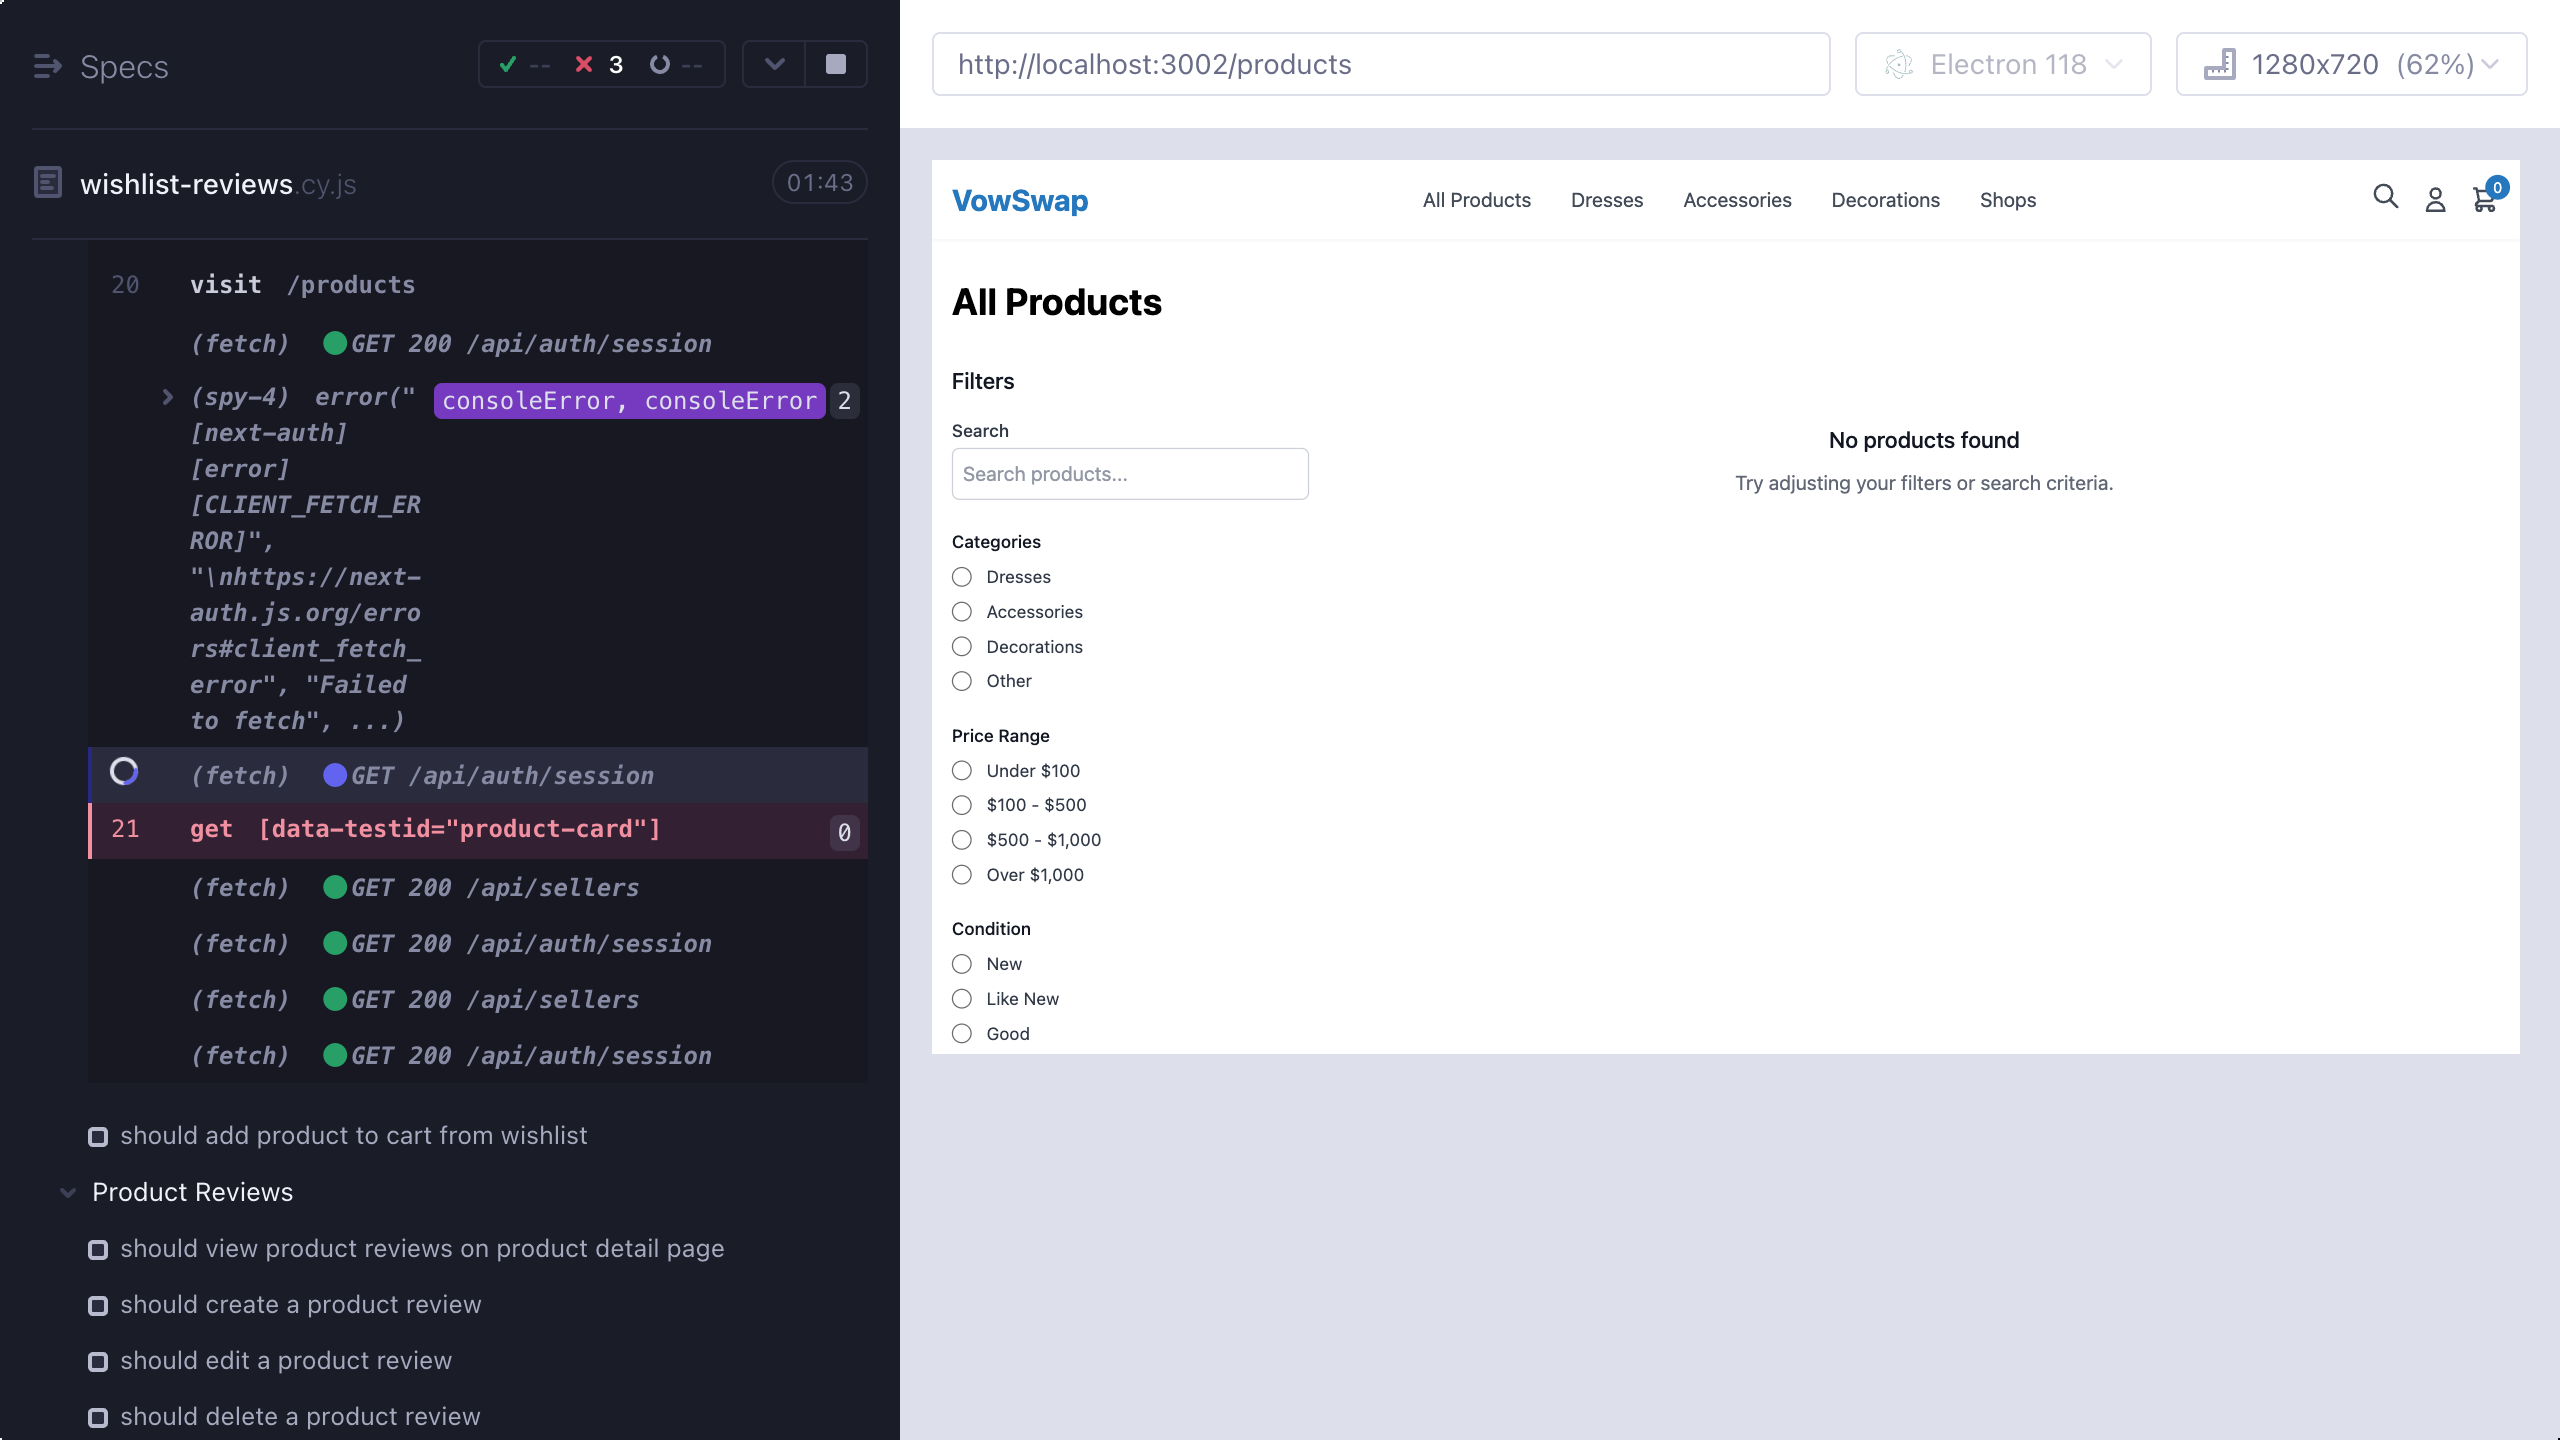 Specs
-- 3 --
wishlist-reviews.cy.js
01:43
20 visit /products
(fetch) GET 200 /api/auth/session
(spy-4) error(" consoleError, consoleError 2
[next-auth]
[error]
[CLIENT_FETCH_ER
ROR]",
"\nhttps://next-
auth.js.org/erro
rs#client_fetch_
error", "Failed
to fetch", ...)
(fetch) GET /api/auth/session
21 get [data-testid="product-card"] 0
(fetch) GET 200 /api/sellers
(fetch) GET 200 /api/auth/session
(fetch) GET 200 /api/sellers
(fetch) GET 200 /api/auth/session
should add product to cart from wishlist
Product Reviews
should view product reviews on product detail page
should create a product review
should edit a product review
should delete a product review
http://localhost:3002/products
Electron 118
1280x720 (62%)
VowSwap
All Products Dresses Accessories Decorations Shops
0
All Products
Filters
Search
Search products...
Categories
Dresses
Accessories
Decorations
Other
Price Range
Under $100
$100 - $500
$500 - $1,000
Over $1,000
Condition
New
Like New
Good
No products found
Try adjusting your filters or search criteria.